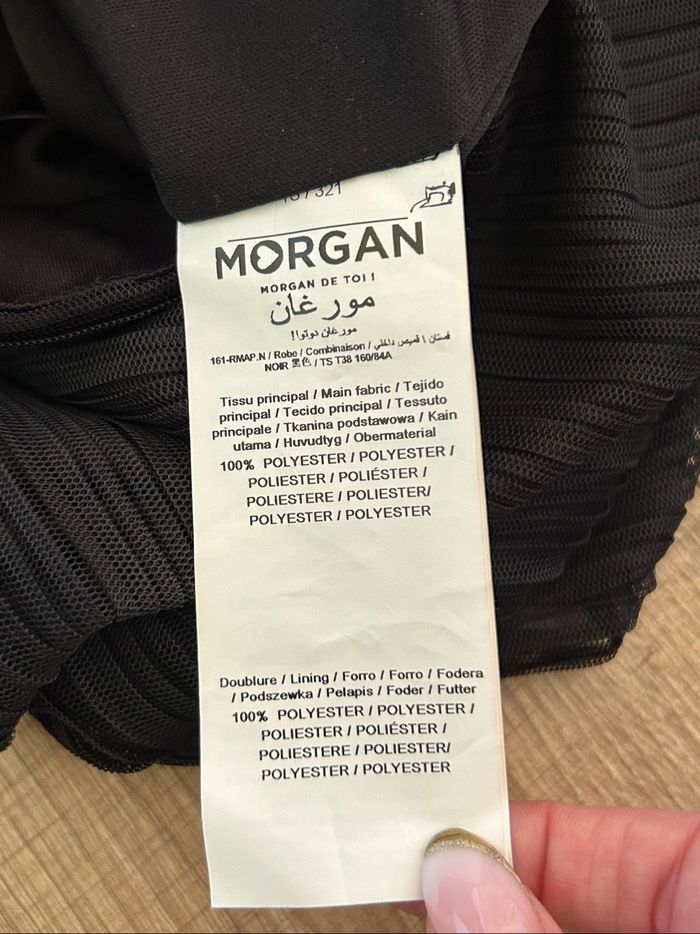 MORGAN
MORGAN DE TOI !
مورغان
مورغان دوتوا!
161-RMAP.N / Robe / Combinaison / فستان \ قميص داخلي
NOIR 黑色 / TS T38 160/84A
Tissu principal / Main fabric / Tejido
principal / Tecido principal / Tessuto
principale / Tkanina podstawowa / Kain
utama / Huvudtyg / Obermaterial
100% POLYESTER / POLYESTER /
POLIESTER / POLIÉSTER /
POLIESTERE / POLIESTER/
POLYESTER / POLYESTER
Doublure / Lining / Forro / Forro / Fodera
/ Podszewka / Pelapis / Foder / Futter
100% POLYESTER / POLYESTER /
POLIESTER / POLIÉSTER /
POLIESTERE / POLIESTER/
POLYESTER / POLYESTER